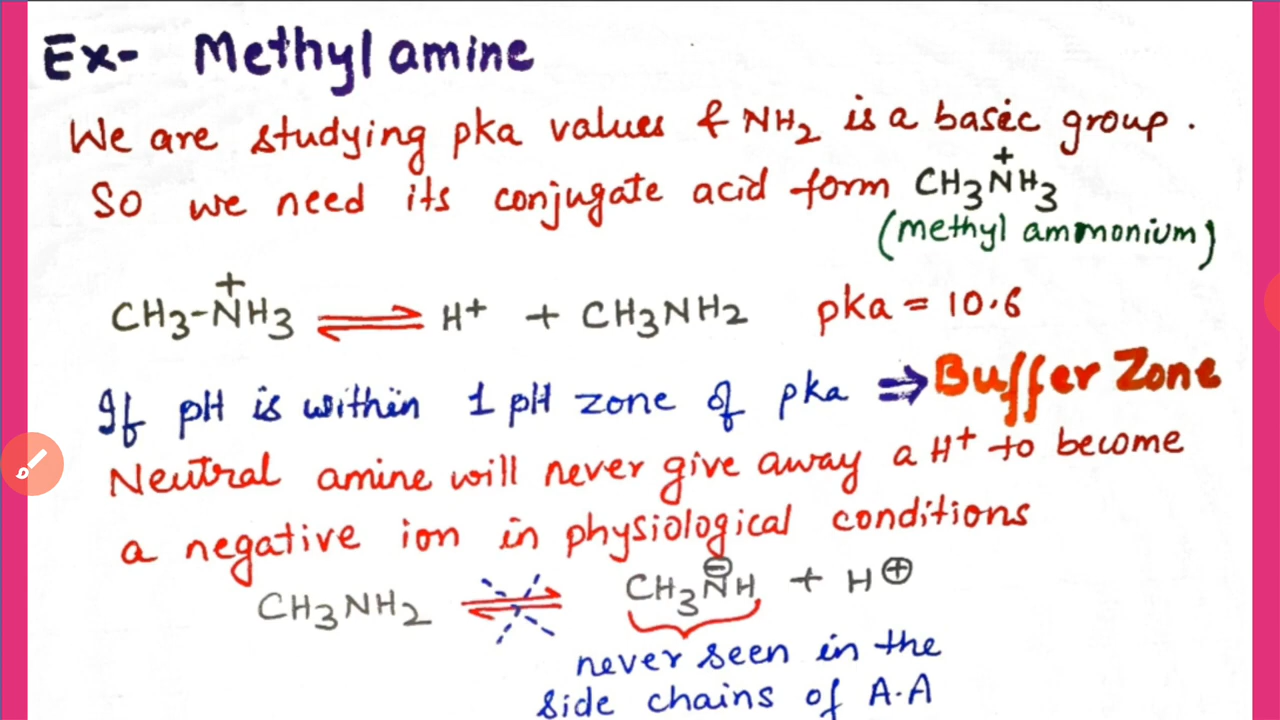 Ex- Methyl amine
We are studying pka values & NH₂ is a basic group.
So we need its conjugate acid form CH₃N⁺H₃
(methyl ammonium)
CH₃-N⁺H₃ ⇌ H⁺ + CH₃NH₂ pka = 10.6
If pH is within 1 pH zone of pka ⇒ Buffer Zone
Neutral amine will never give away a H⁺ to become
a negative ion in physiological conditions
CH₃NH₂ ⇌ CH₃N⊖H + H⊕
never seen in the
side chains of A.A